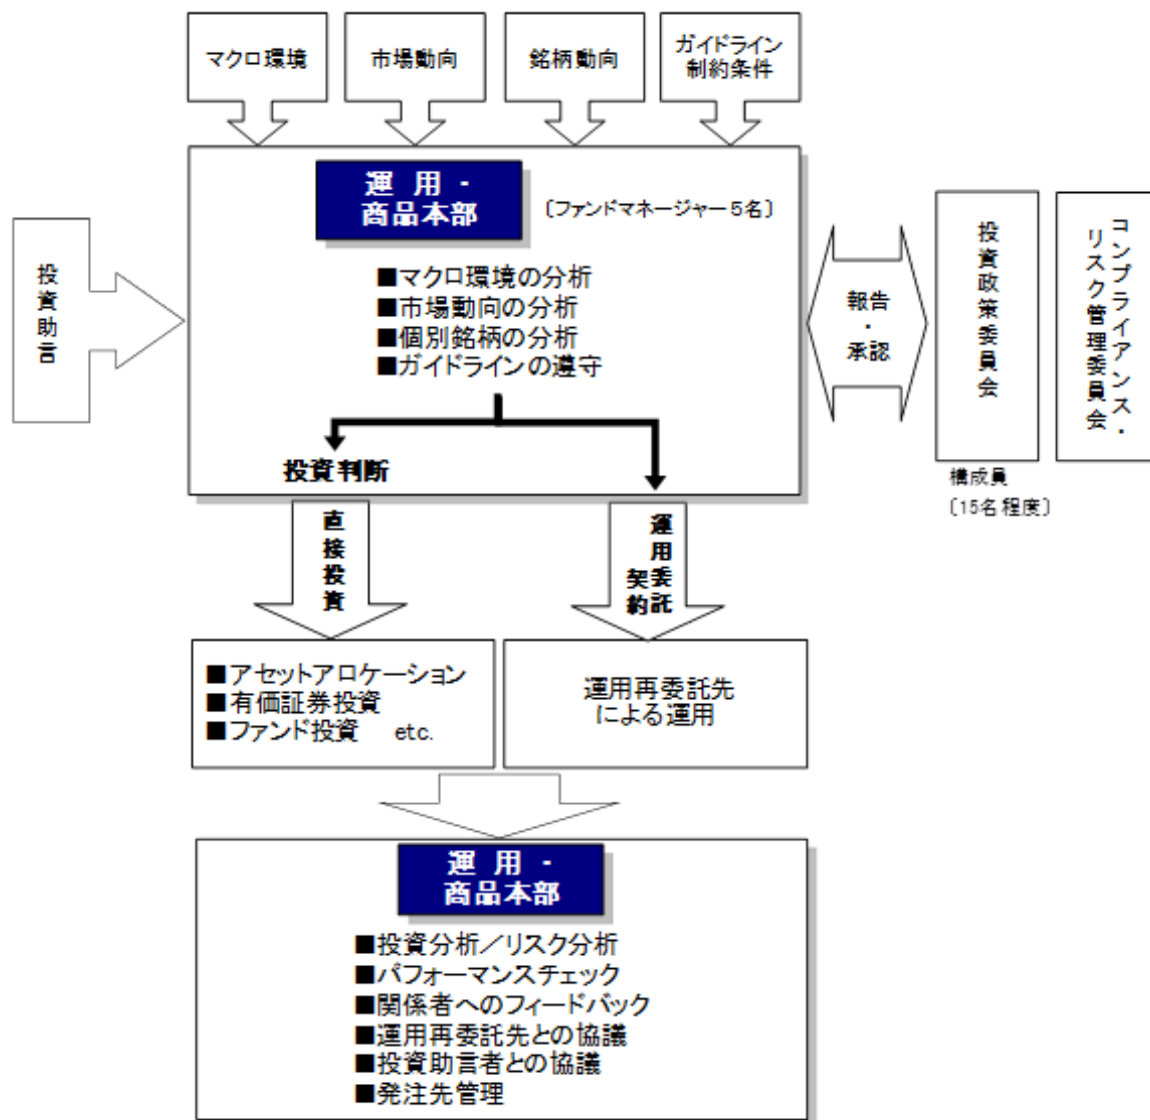 マクロ環境
市場動向
銘柄動向
ガイドライン
制約条件
運 用 -
商品本部
〔ファンドマネージャー5名〕
■マクロ環境の分析
■市場動向の分析
■個別銘柄の分析
■ガイドラインの遵守
投資助言
報告
・
承認
投資政策委員会
コンプライアンス・
リスク管理委員会
構成員
〔15名程度〕
投資判断
直接投資
運用委託
契約
■アセットアロケーション
■有価証券投資
■ファンド投資 etc.
運用再委託先
による運用
運 用 -
商品本部
■投資分析／リスク分析
■パフォーマンスチェック
■関係者へのフィードバック
■運用再委託先との協議
■投資助言者との協議
■発注先管理